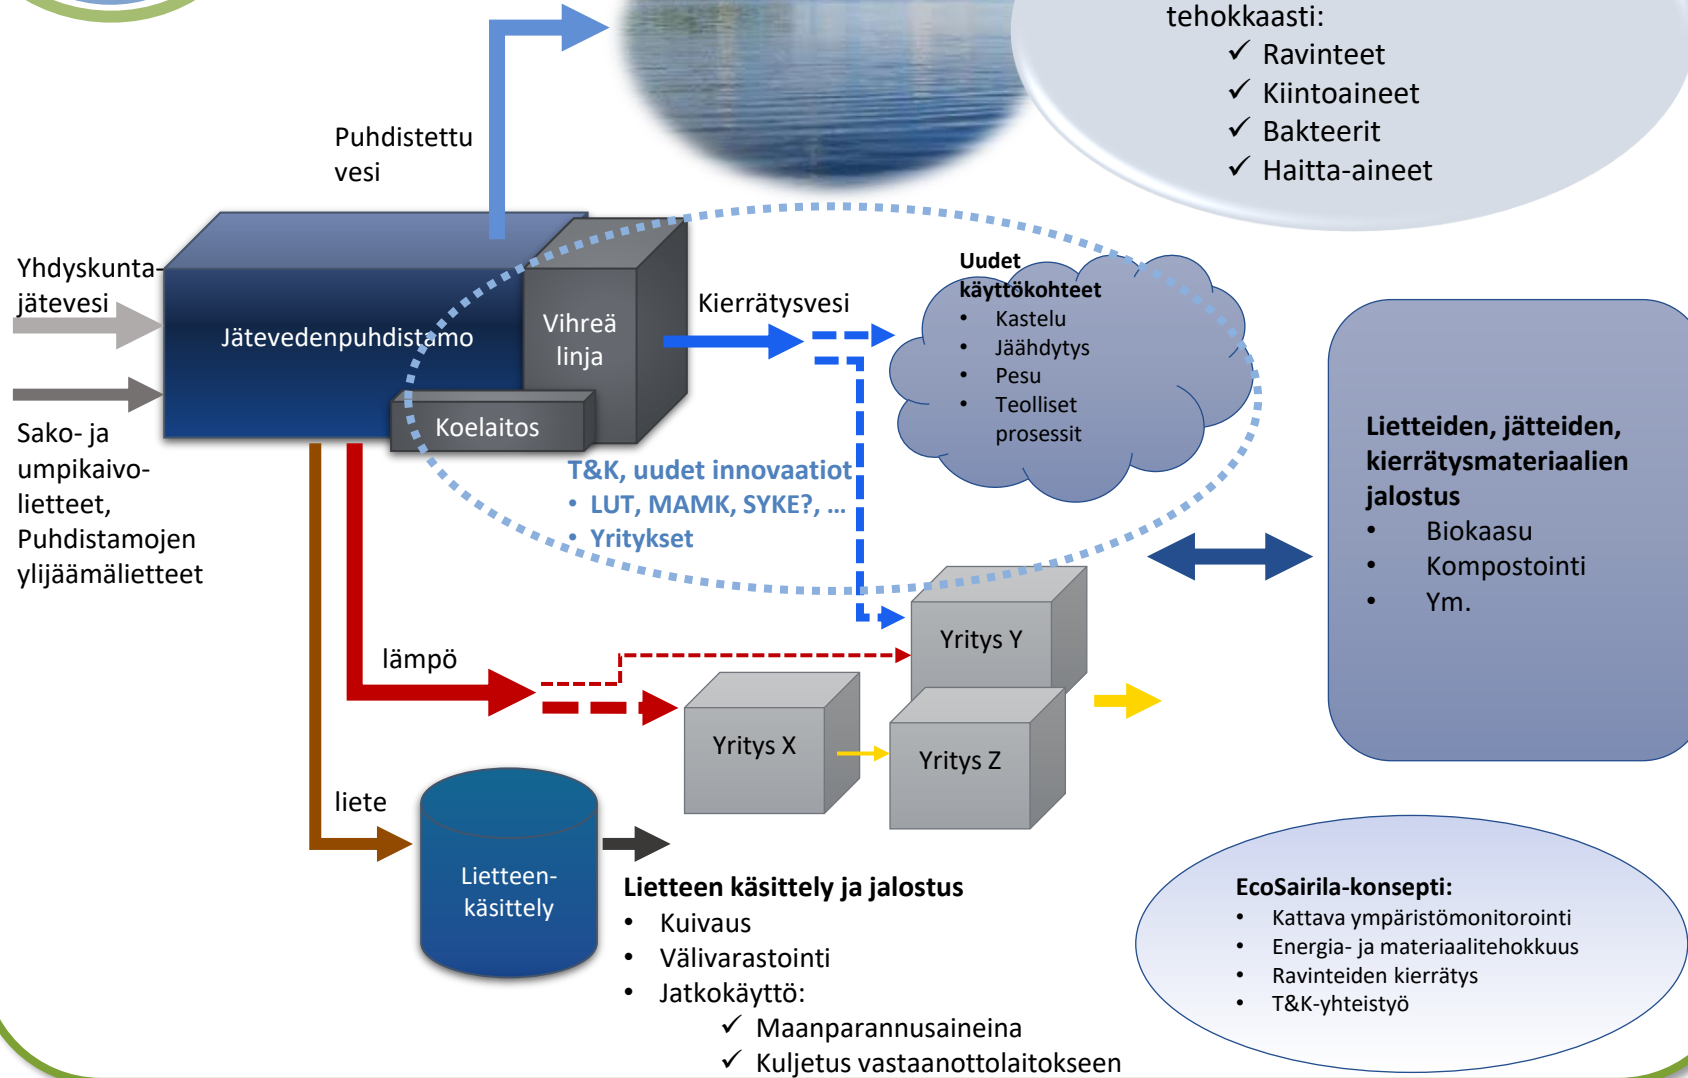 tehokkaasti:
✓ Ravinteet
✓ Kiintoaineet
✓ Bakteerit
✓ Haitta-aineet
Puhdistettu
vesi
Yhdyskunta-
jätevesi
Jätevedenpuhdistamo
Vihreä
linja
Koelaitos
Kierrätysvesi
Uudet
käyttökohteet
• Kastelu
• Jäähdytys
• Pesu
• Teolliset
prosessit
Sako- ja
umpikaivo-
lietteet,
Puhdistamojen
ylijäämälietteet
T&K, uudet innovaatiot
• LUT, MAMK, SYKE?, ...
• Yritykset
Lietteiden, jätteiden,
kierrätysmateriaalien
jalostus
• Biokaasu
• Kompostointi
• Ym.
lämpö
Yritys Y
Yritys X
Yritys Z
liete
Lietteen-
käsittely
Lietteen käsittely ja jalostus
• Kuivaus
• Välivarastointi
• Jatkokäyttö:
✓ Maanparannusaineina
✓ Kuljetus vastaanottolaitokseen
EcoSairila-konsepti:
• Kattava ympäristömonitorointi
• Energia- ja materiaalitehokkuus
• Ravinteiden kierrätys
• T&K-yhteistyö